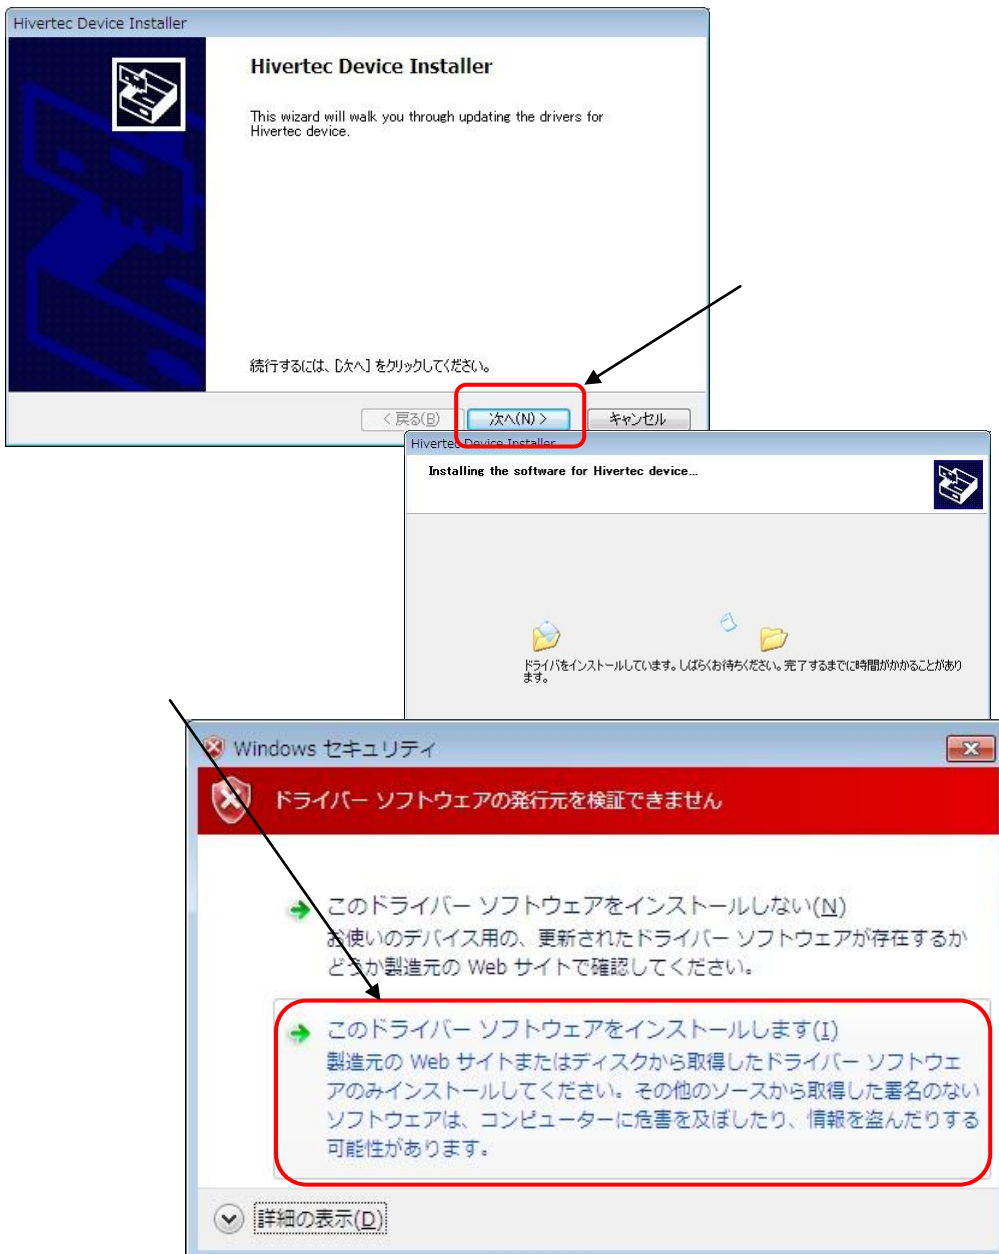 Hivertec Device Installer
Hivertec Device Installer
This wizard will walk you through updating the drivers for
Hivertec device.
続行するには、[次へ] をクリックしてください。
< 戻る(B)
次へ(N) >
キャンセル
Hivertec Device Installer
Installing the software for Hivertec device...
ドライバをインストールしています。しばらくお待ちください。完了するまでに時間がかかることがあり
ます。
Windows セキュリティ
ドライバー ソフトウェアの発行元を検証できません
このドライバー ソフトウェアをインストールしない(N)
お使いのデバイス用の、更新されたドライバー ソフトウェアが存在するか
どうか製造元の Web サイトで確認してください。
このドライバー ソフトウェアをインストールします(I)
製造元の Web サイトまたはディスクから取得したドライバー ソフトウェ
アのみインストールしてください。その他のソースから取得した署名のない
ソフトウェアは、コンピューターに危害を及ぼしたり、情報を盗んだりする
可能性があります。
詳細の表示(D)